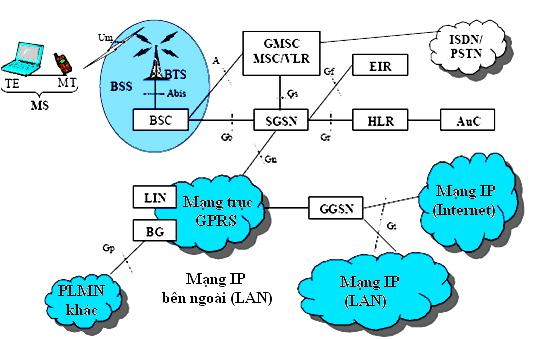 Um
TE
MT
MS
BSS
BTS
Abis
BSC
A
GMSC
MSC/VLR
ISDN/
PSTN
Gf
EIR
Gs
Gb
SGSN
Gr
HLR
AuC
Gn
LIN
BG
Mạng trục
GPRS
GGSN
Mạng IP
(Internet)
Gi
Gp
Mạng IP
bên ngoài (LAN)
Mạng IP
(LAN)
PLMN
khác